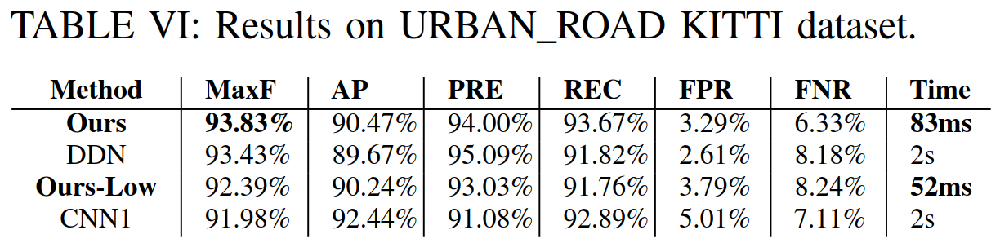 TABLE VI: Results on URBAN_ROAD KITTI dataset.
Method MaxF AP PRE REC FPR FNR Time
Ours 93.83% 90.47% 94.00% 93.67% 3.29% 6.33% 83ms
DDN 93.43% 89.67% 95.09% 91.82% 2.61% 8.18% 2s
Ours-Low 92.39% 90.24% 93.03% 91.76% 3.79% 8.24% 52ms
CNN1 91.98% 92.44% 91.08% 92.89% 5.01% 7.11% 2s